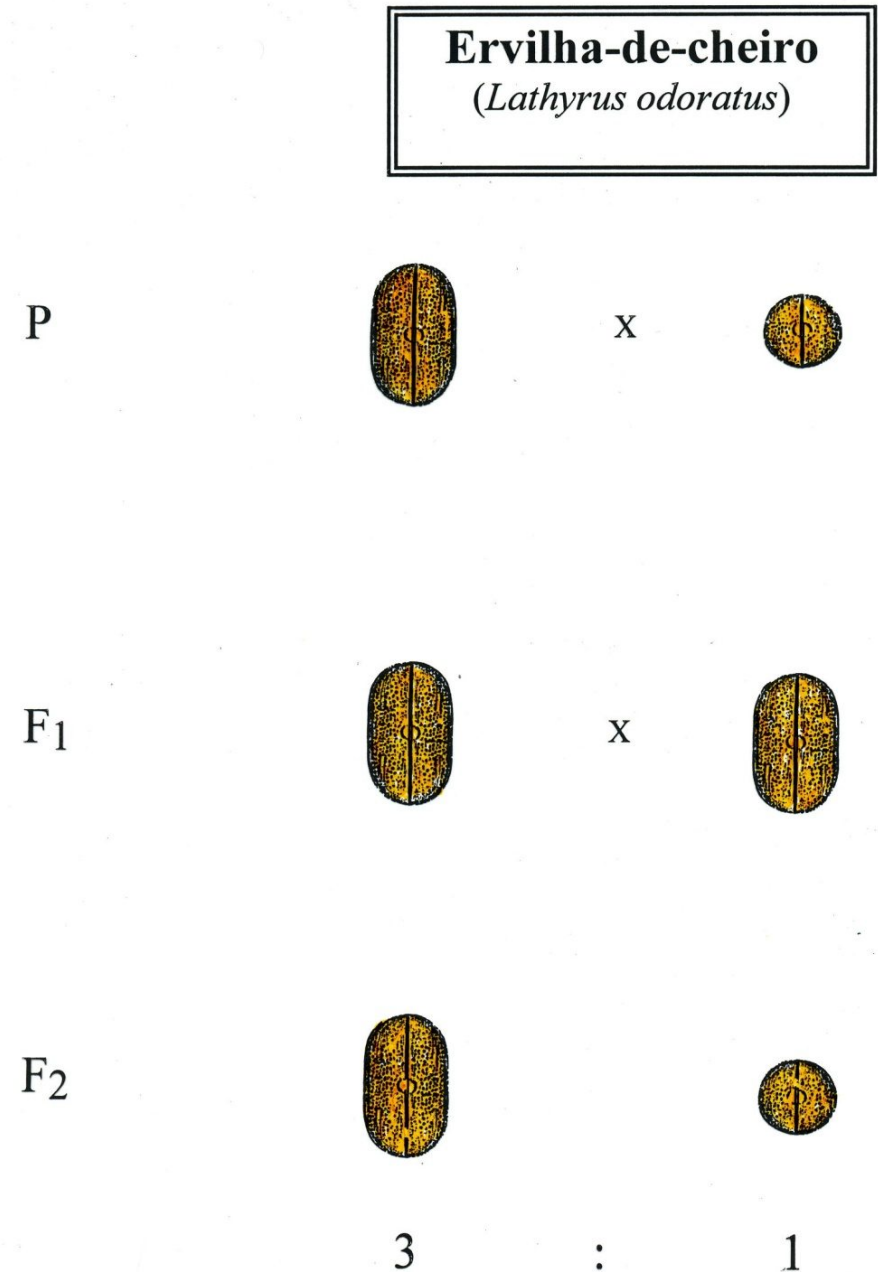 Ervilha-de-cheiro
(Lathyrus odoratus)
P x
F1 x
F2
3 : 1